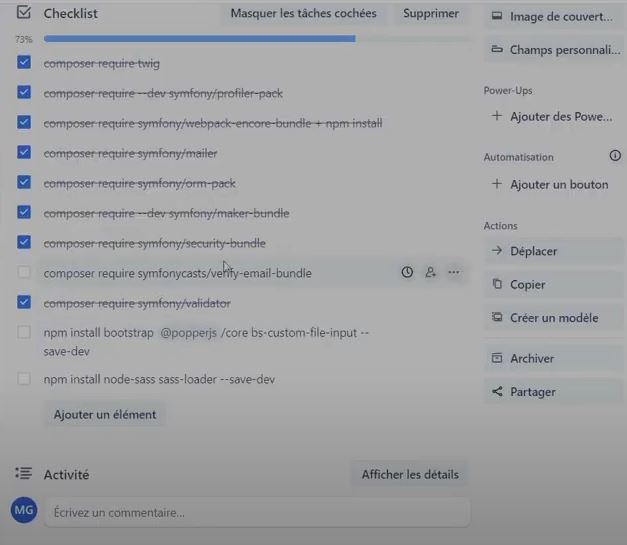 Checklist
Masquer les tâches cochées
Supprimer
73%
composer require twig
composer require --dev symfony/profiler-pack
composer require symfony/webpack-encore-bundle + npm install
composer require symfony/mailer
composer require symfony/orm-pack
composer require --dev symfony/maker-bundle
composer require symfony/security-bundle
composer require symfonycasts/verify-email-bundle
composer require symfony/validator
npm install bootstrap @popperjs /core bs-custom-file-input --
save-dev
npm install node-sass sass-loader --save-dev
Ajouter un élément
Activité
Afficher les détails
MG
Écrivez un commentaire...
Image de couvert...
Champs personnali...
Power-Ups
Ajouter des Powe...
Automatisation
Ajouter un bouton
Actions
Déplacer
Copier
Créer un modèle
Archiver
Partager